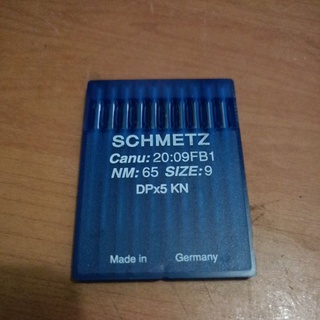 SCHMETZ
Canu: 20:09FB1
NM: 65 SIZE: 9
DPx5 KN
Made in Germany